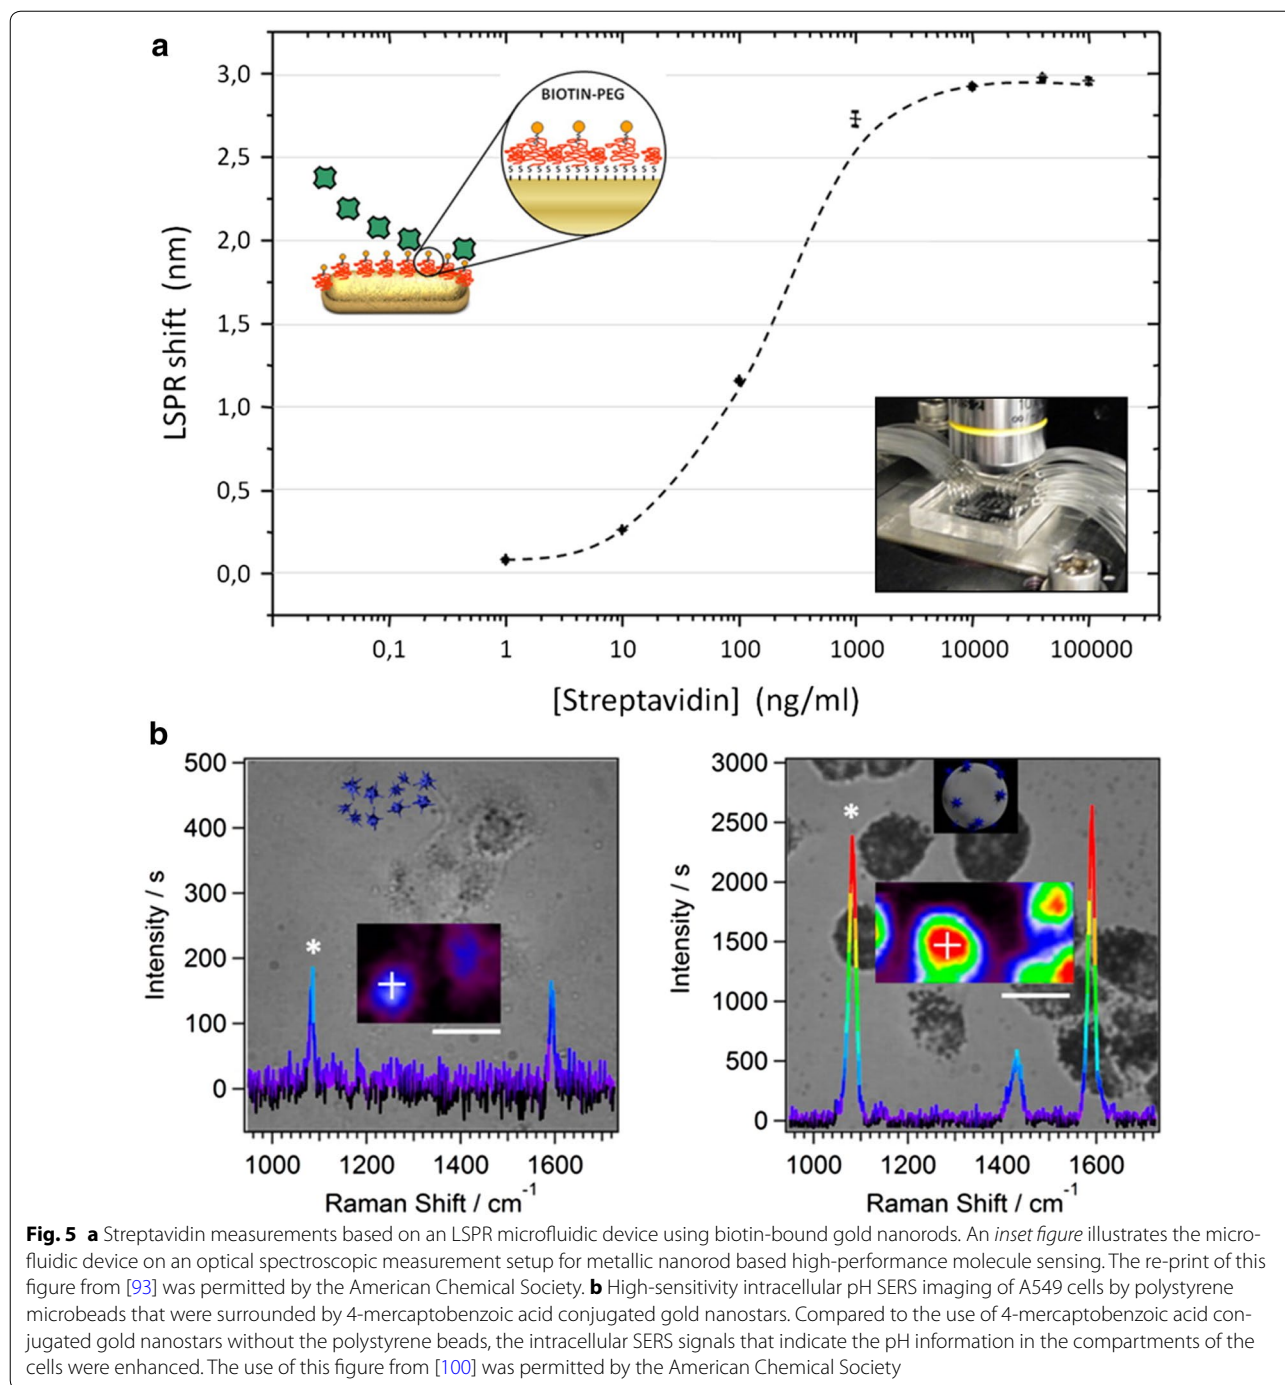 a
3,0
2,5
2,0
1,5
1,0
0,5
0,0
LSPR shift (nm)
BIOTIN-PEG
S S S S S S S S S S S S S
0,1 1 10 100 1000 10000 100000
[Streptavidin] (ng/ml)
b
500
400
300
200
100
0
Intensity / s
*
1000 1200 1400 1600
Raman Shift / cm⁻¹
3000
2500
2000
1500
1000
500
0
Intensity / s
*
1000 1200 1400 1600
Raman Shift / cm⁻¹
Fig. 5 a Streptavidin measurements based on an LSPR microfluidic device using biotin-bound gold nanorods. An inset figure illustrates the micro-
fluidic device on an optical spectroscopic measurement setup for metallic nanorod based high-performance molecule sensing. The re-print of this
figure from [93] was permitted by the American Chemical Society. b High-sensitivity intracellular pH SERS imaging of A549 cells by polystyrene
microbeads that were surrounded by 4-mercaptobenzoic acid conjugated gold nanostars. Compared to the use of 4-mercaptobenzoic acid con-
jugated gold nanostars without the polystyrene beads, the intracellular SERS signals that indicate the pH information in the compartments of the
cells were enhanced. The use of this figure from [100] was permitted by the American Chemical Society